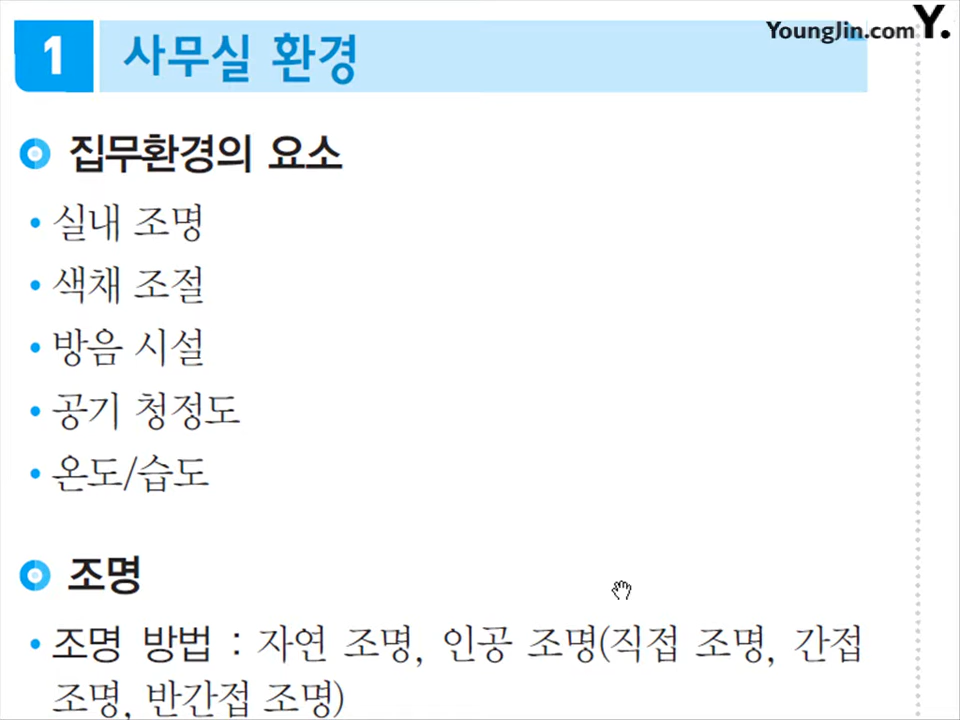 YoungJin.com Y.
1 사무실 환경
집무환경의 요소
• 실내 조명
• 색채 조절
• 방음 시설
• 공기 청정도
• 온도/습도
조명
• 조명 방법 : 자연 조명, 인공 조명(직접 조명, 간접
조명, 반간접 조명)